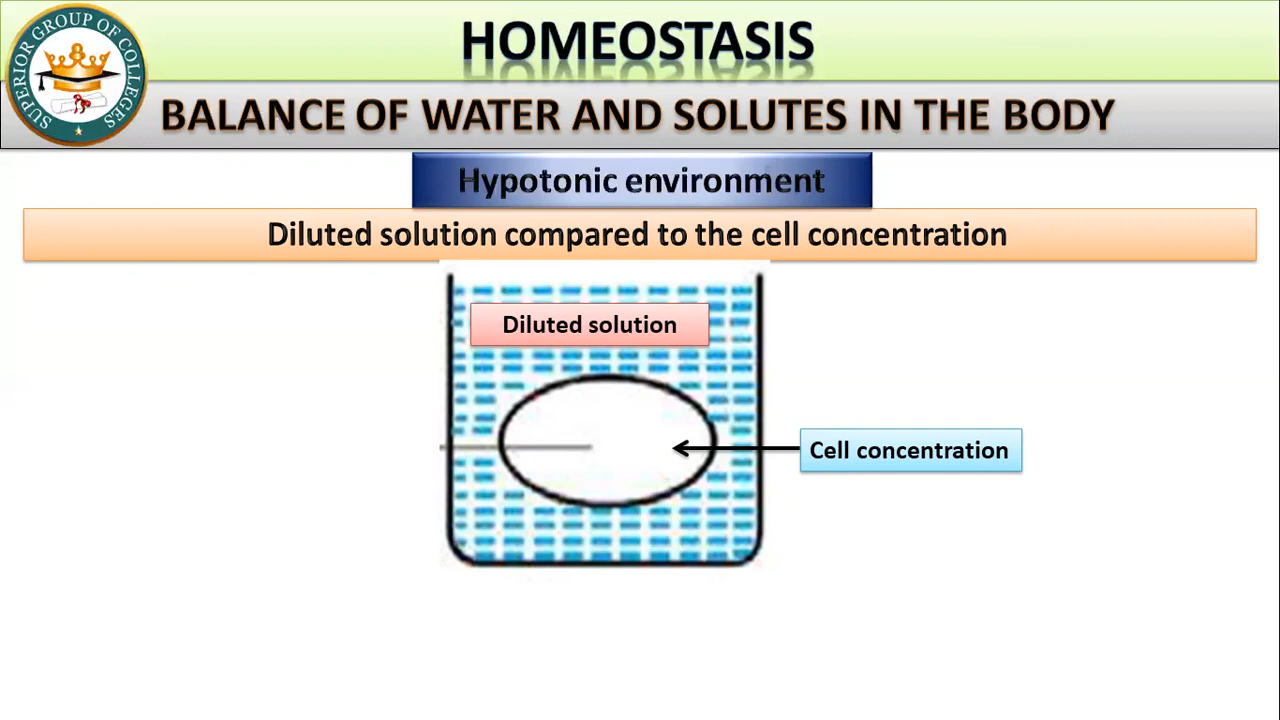 HOMEOSTASIS
SUPERIOR GROUP OF COLLEGES
BALANCE OF WATER AND SOLUTES IN THE BODY
Hypotonic environment
Diluted solution compared to the cell concentration
Diluted solution
Cell concentration